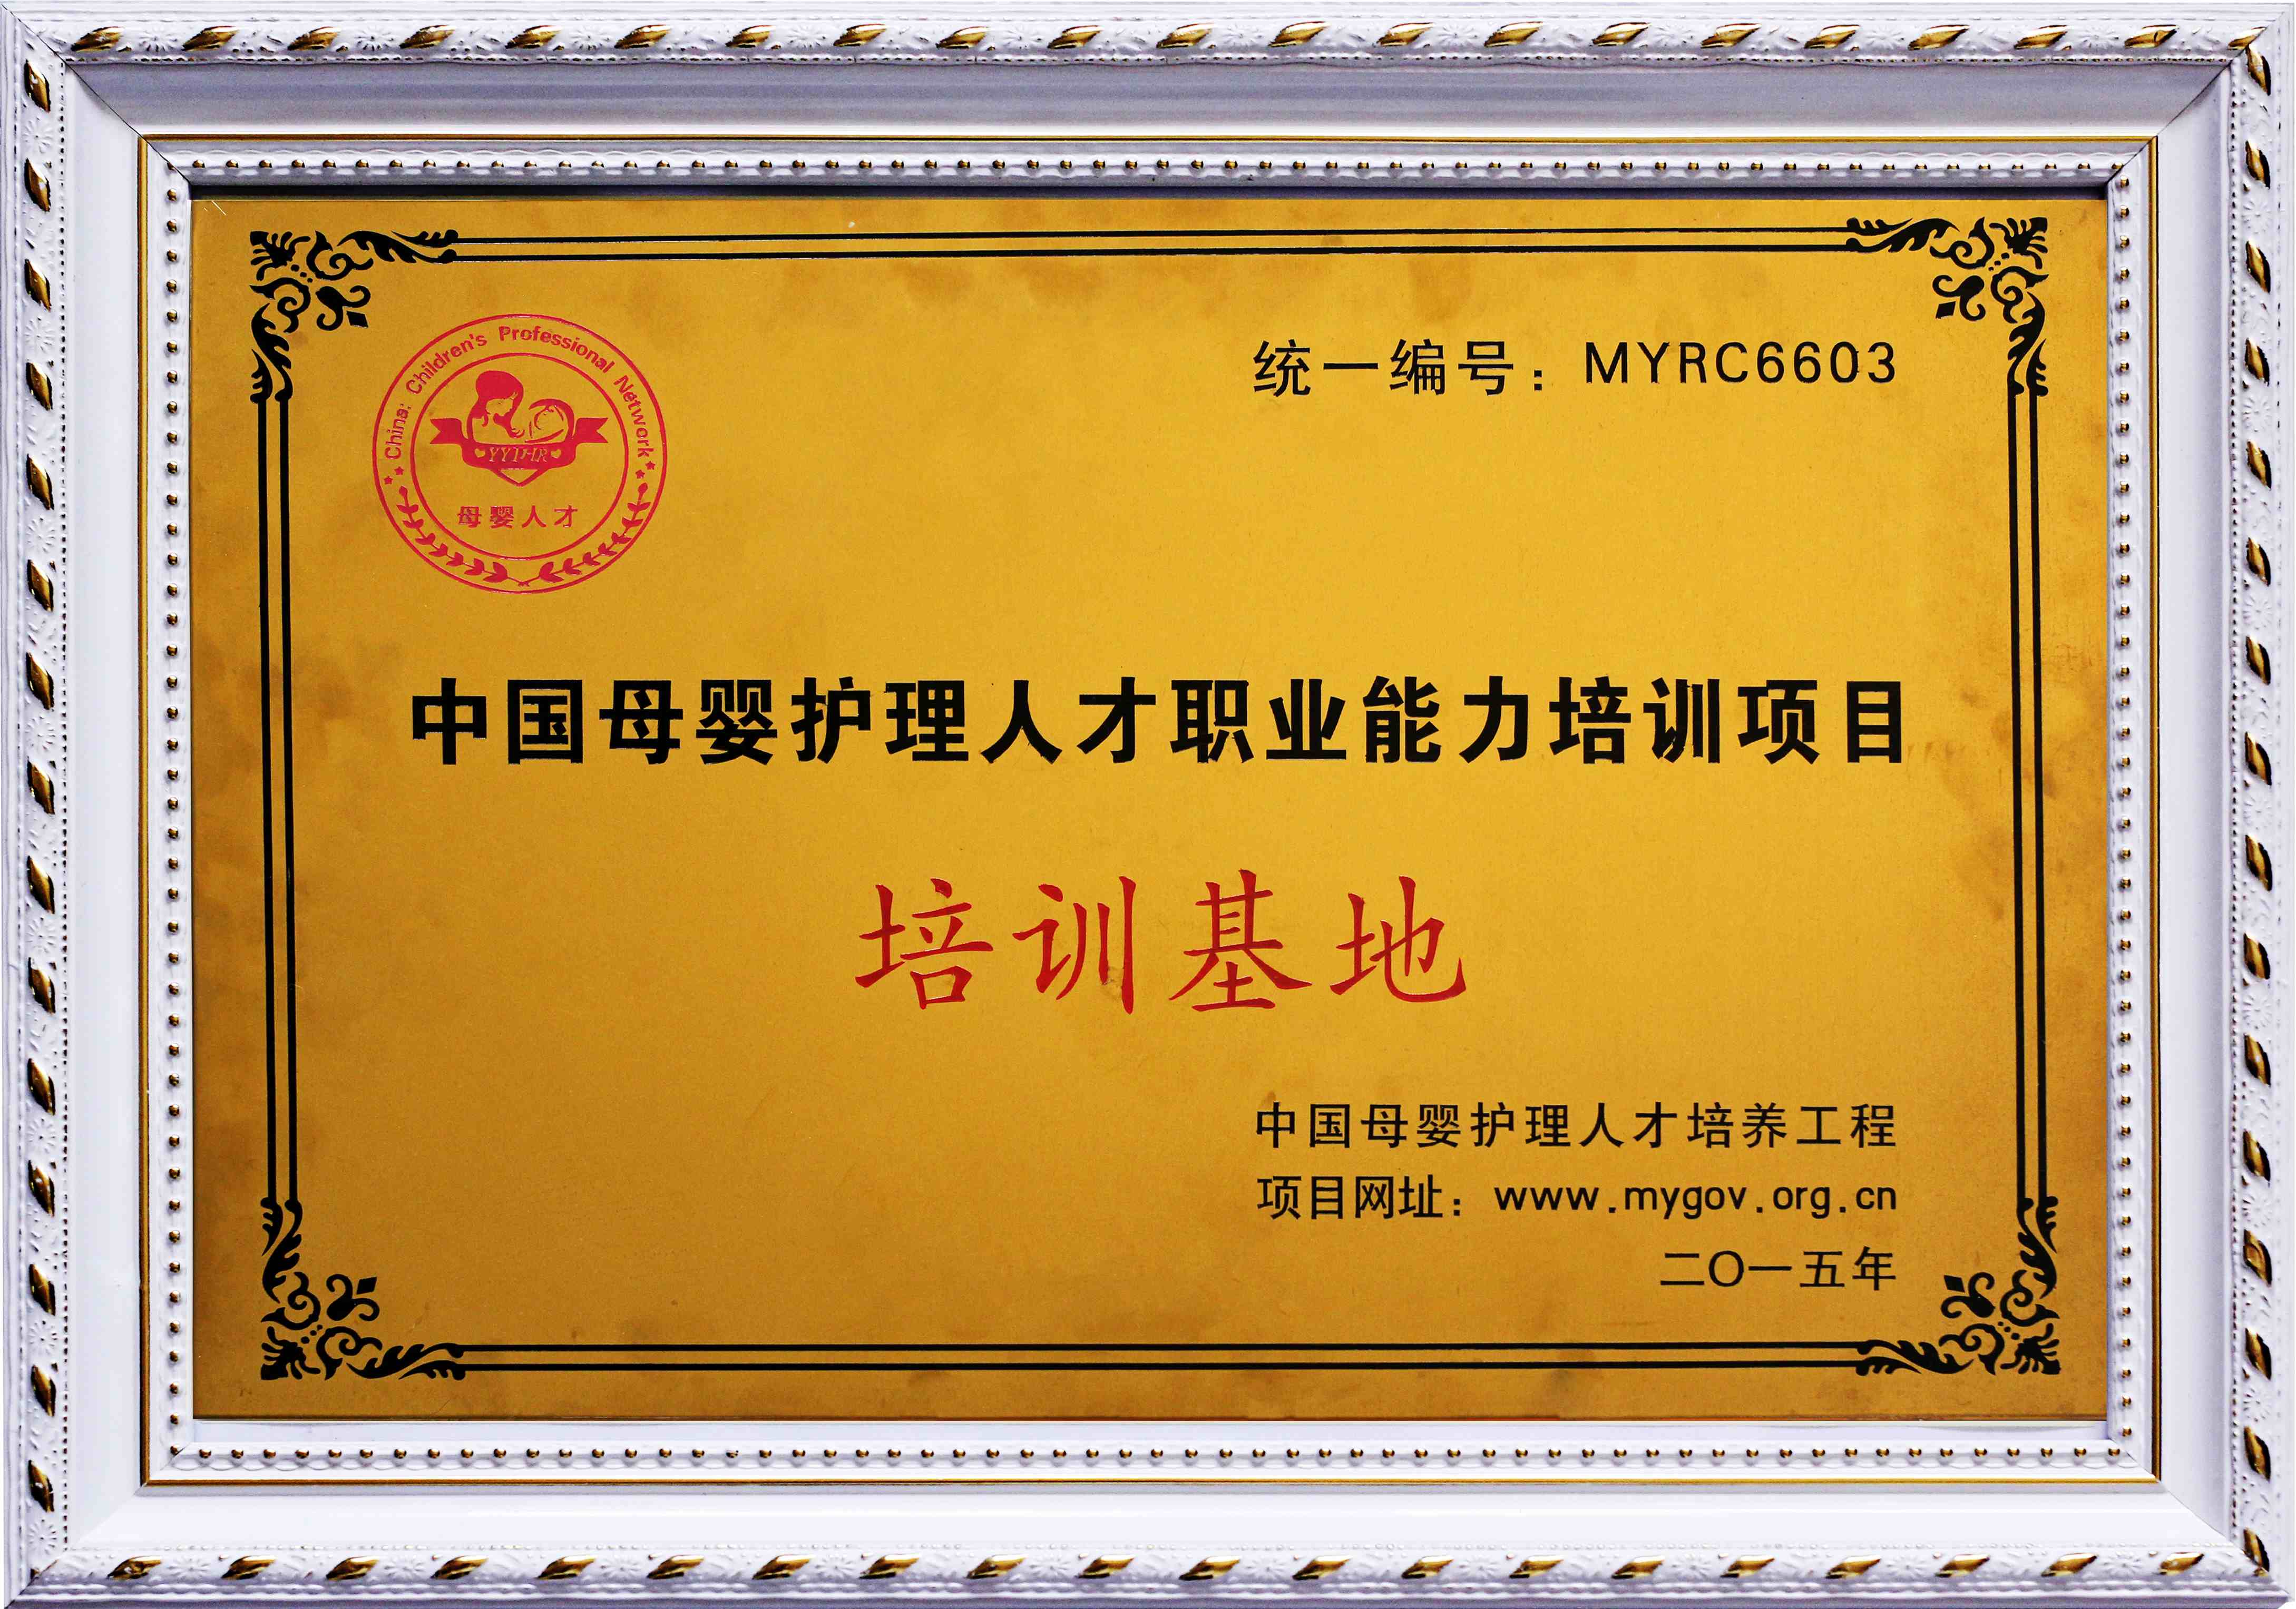 China: Children's Professional Network
统一编号：MYRC6603
母婴人才
中国母婴护理人才职业能力培训项目
培训基地
中国母婴护理人才培养工程
项目网址：www.mygov.org.cn
二〇一五年